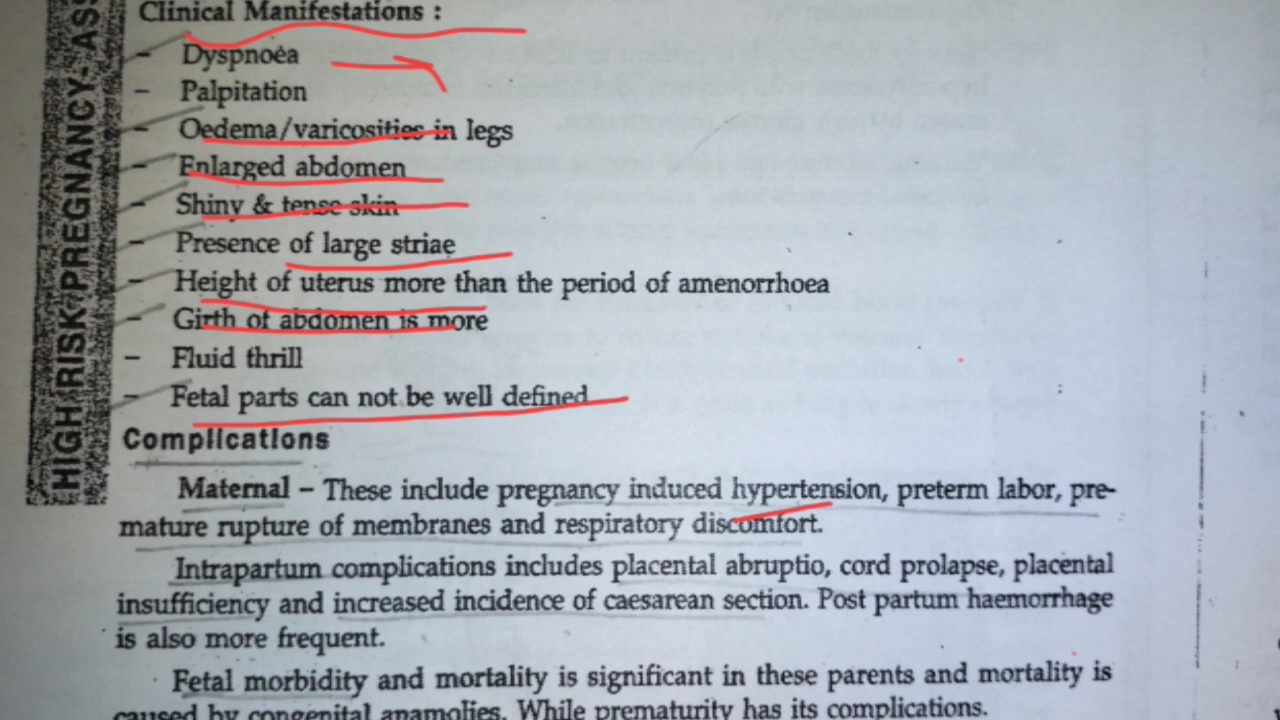 HIGH RISK PREGNANCY- ASS
Clinical Manifestations :
– Dyspnoea
– Palpitation
– Oedema/varicosities in legs
– Enlarged abdomen
– Shiny & tense skin
– Presence of large striae
– Height of uterus more than the period of amenorrhoea
– Girth of abdomen is more
– Fluid thrill
– Fetal parts can not be well defined
Complications
Maternal – These include pregnancy induced hypertension, preterm labor, pre-
mature rupture of membranes and respiratory discomfort.
Intrapartum complications includes placental abruptio, cord prolapse, placental
insufficiency and increased incidence of caesarean section. Post partum haemorrhage
is also more frequent.
Fetal morbidity and mortality is significant in these parents and mortality is
caused by congenital anamolies. While prematurity has its complications.